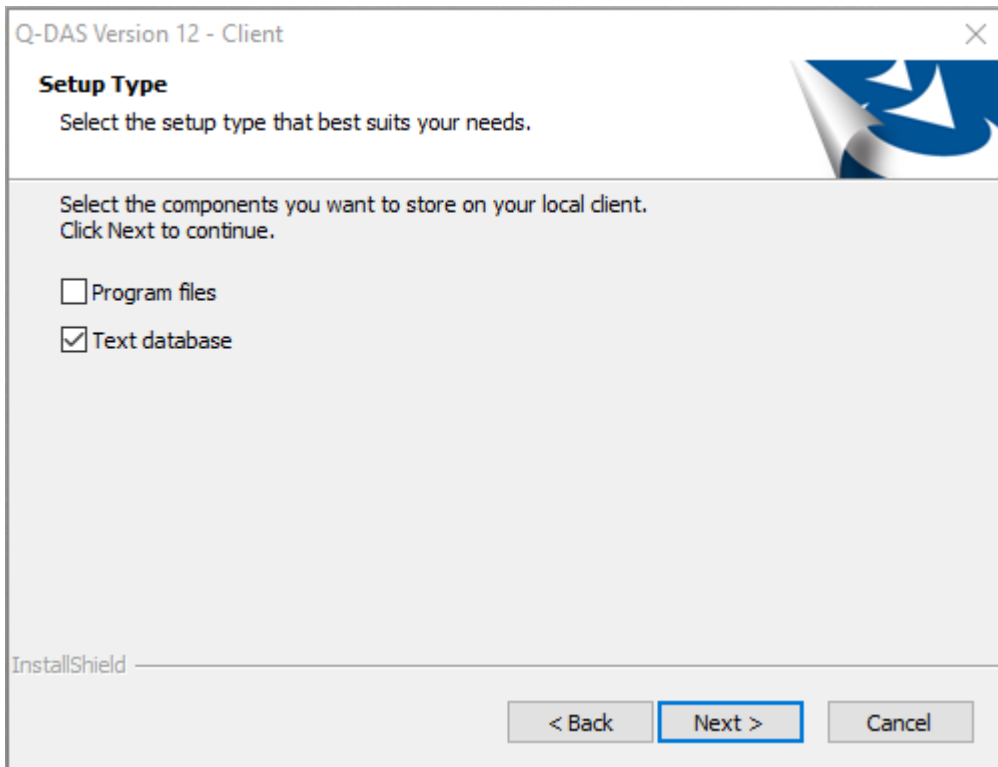 Q-DAS Version 12 - Client
Setup Type
Select the setup type that best suits your needs.
Select the components you want to store on your local client.
Click Next to continue.
Program files
Text database
InstallShield
< Back Next > Cancel